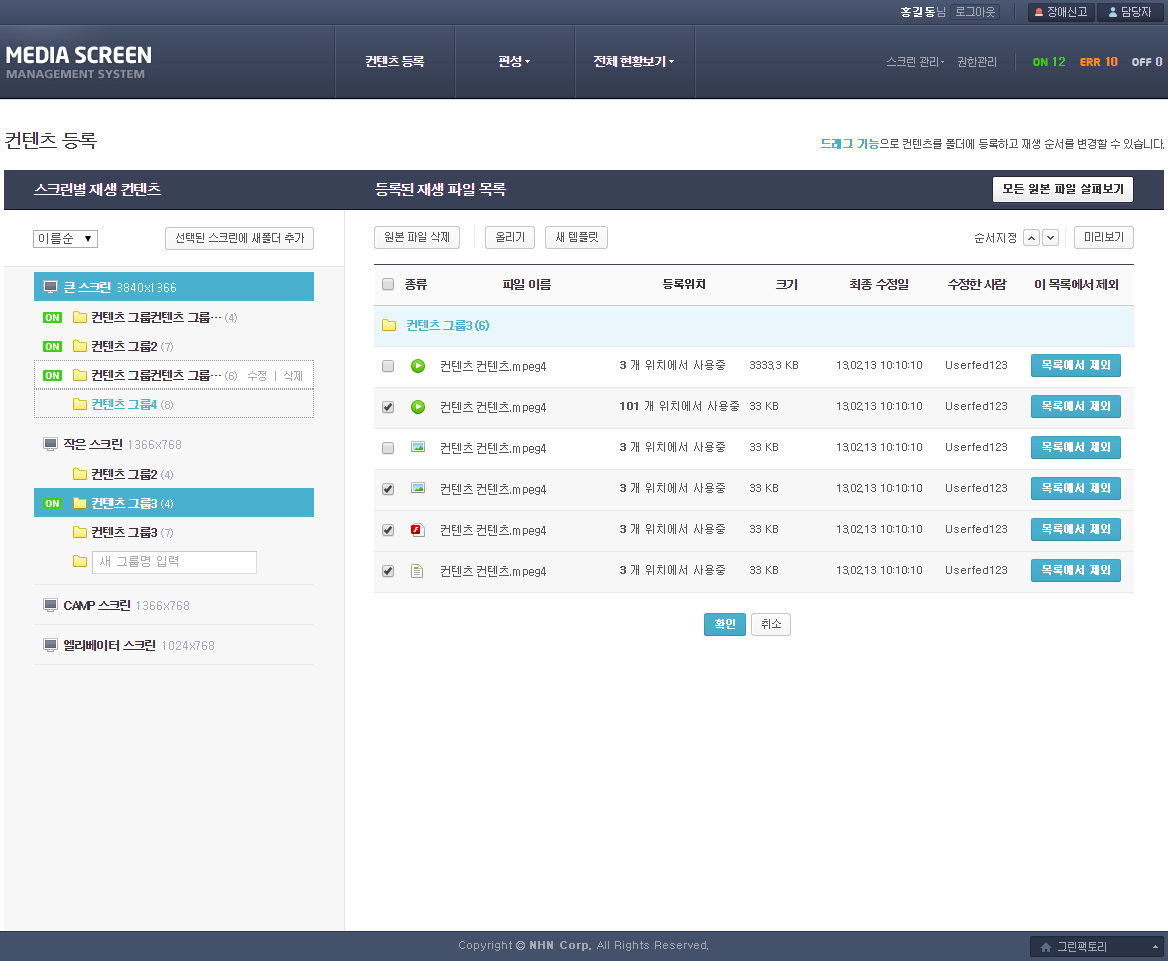 홍길동님 로그아웃 장애신고 담당자
MEDIA SCREEN
MANAGEMENT SYSTEM
컨텐츠 등록 편성 전체 현황보기 스크린 관리 권한관리 ON 12 ERR 10 OFF 0
컨텐츠 등록
드래그 기능으로 컨텐츠를 폴더에 등록하고 재생 순서를 변경할 수 있습니다.
스크린별 재생 컨텐츠
등록된 재생 파일 목록 모든 원본 파일 살펴보기
이름순 선택된 스크린에 새폴더 추가
큰 스크린 3840x1366
ON 컨텐츠 그룹컨텐츠 그룹··· (4)
ON 컨텐츠 그룹2 (7)
ON 컨텐츠 그룹컨텐츠 그룹··· (6) 수정 | 삭제
컨텐츠 그룹4 (8)
작은 스크린 1366x768
컨텐츠 그룹2 (4)
ON 컨텐츠 그룹3 (4)
컨텐츠 그룹3 (7)
새 그룹명 입력
CAMP 스크린 1366x768
엘리베이터 스크린 1024x768
원본 파일 삭제 올리기 새 템플릿 순서지정 미리보기
종류 파일 이름 등록위치 크기 최종 수정일 수정한 사람 이 목록에서 제외
컨텐츠 그룹3 (6)
컨텐츠 컨텐츠.mpeg4 3 개 위치에서 사용중 3333.3 KB 13.02.13 10:10:10 Userfed123 목록에서 제외
컨텐츠 컨텐츠.mpeg4 101 개 위치에서 사용중 33 KB 13.02.13 10:10:10 Userfed123 목록에서 제외
컨텐츠 컨텐츠.mpeg4 3 개 위치에서 사용중 33 KB 13.02.13 10:10:10 Userfed123 목록에서 제외
컨텐츠 컨텐츠.mpeg4 3 개 위치에서 사용중 33 KB 13.02.13 10:10:10 Userfed123 목록에서 제외
컨텐츠 컨텐츠.mpeg4 3 개 위치에서 사용중 33 KB 13.02.13 10:10:10 Userfed123 목록에서 제외
컨텐츠 컨텐츠.mpeg4 3 개 위치에서 사용중 33 KB 13.02.13 10:10:10 Userfed123 목록에서 제외
확인 취소
Copyright © NHN Corp. All Rights Reserved.
그린팩토리